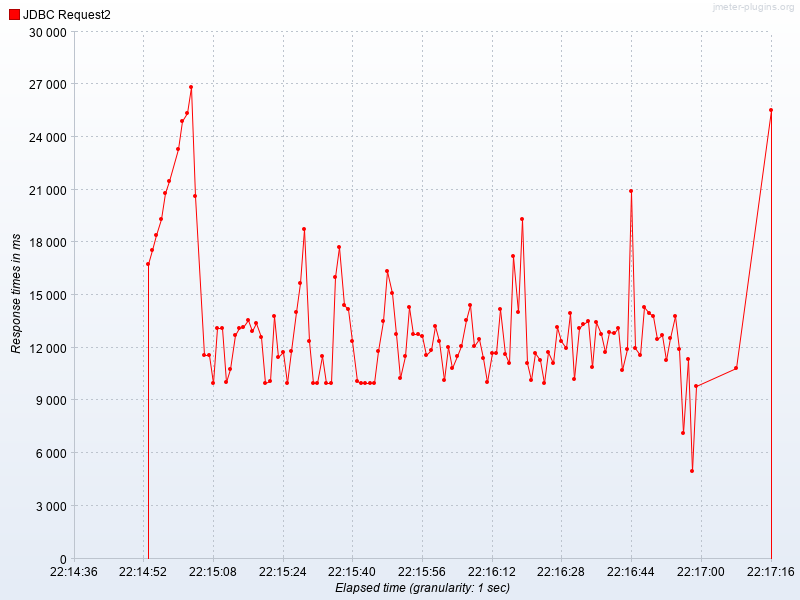 jmeter-plugins.org
JDBC Request2
30 000
27 000
24 000
21 000
18 000
15 000
12 000
9 000
6 000
3 000
0
Response times in ms
22:14:36 22:14:52 22:15:08 22:15:24 22:15:40 22:15:56 22:16:12 22:16:28 22:16:44 22:17:00 22:17:16
Elapsed time (granularity: 1 sec)